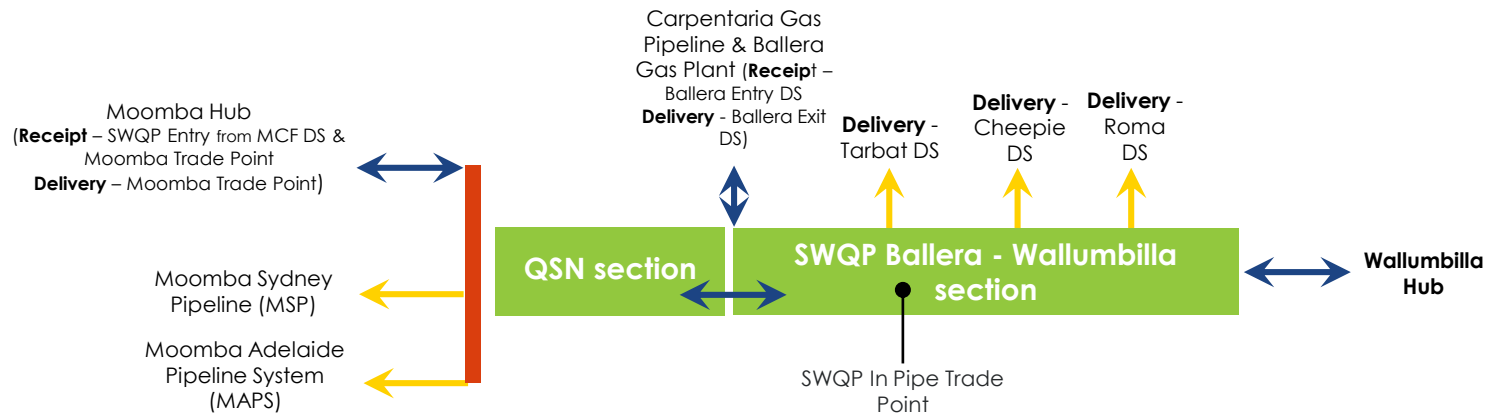 Carpentaria Gas
Pipeline & Ballera
Gas Plant (Receipt –
Ballera Entry DS
Delivery - Ballera Exit
DS)
Moomba Hub
(Receipt – SWQP Entry from MCF DS &
Moomba Trade Point
Delivery – Moomba Trade Point)
Delivery -
Tarbat DS
Delivery -
Cheepie
DS
Delivery -
Roma
DS
QSN section
SWQP Ballera - Wallumbilla
section
Wallumbilla
Hub
Moomba Sydney
Pipeline (MSP)
Moomba Adelaide
Pipeline System
(MAPS)
SWQP In Pipe Trade
Point